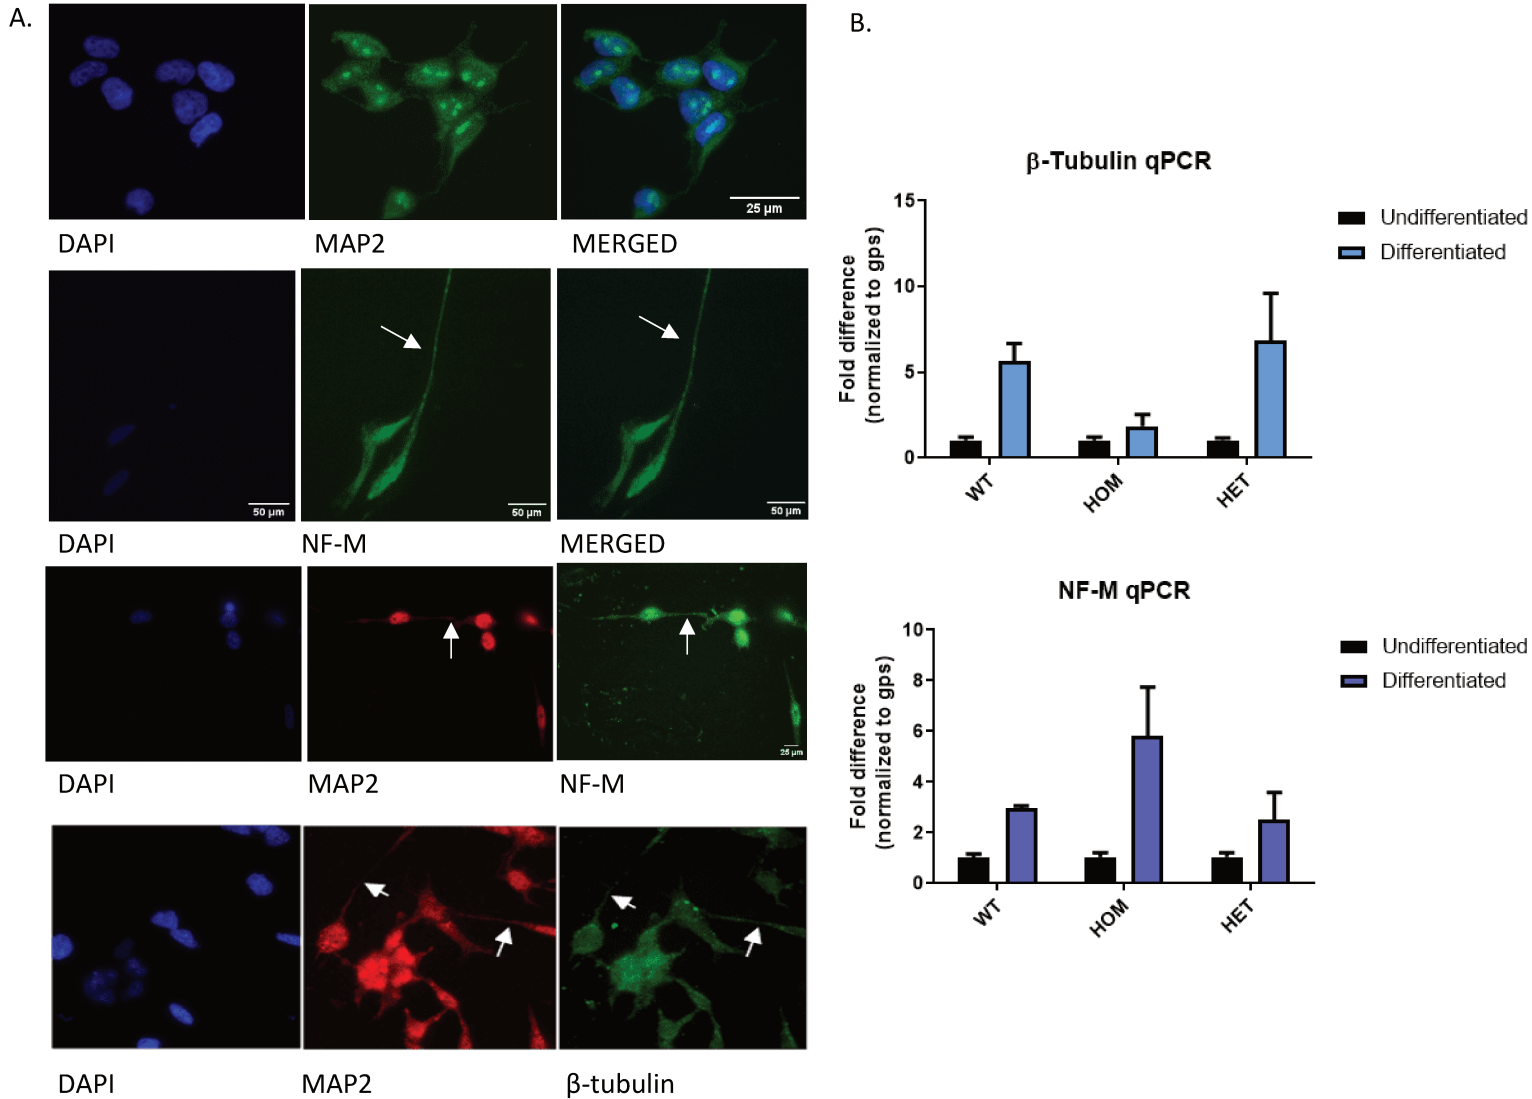 A.
25 µm
DAPI MAP2 MERGED
50 µm 50 µm 50 µm
DAPI NF-M MERGED
25 µm
DAPI MAP2 NF-M
DAPI MAP2 β-tubulin
B.
β-Tubulin qPCR
Fold difference
(normalized to gps)
15
10
5
0
WT HOM HET
Undifferentiated
Differentiated
NF-M qPCR
Fold difference
(normalized to gps)
10
8
6
4
2
0
WT HOM HET
Undifferentiated
Differentiated